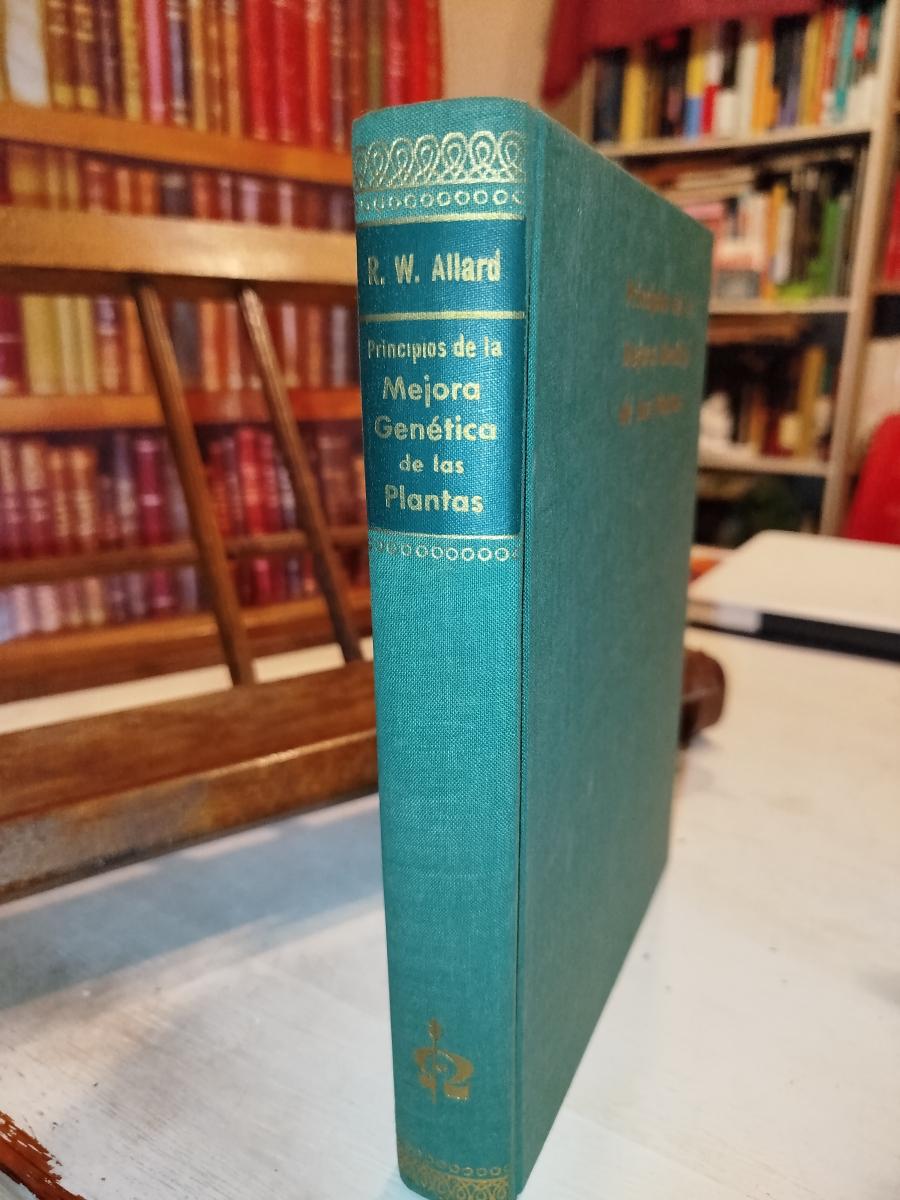 R. W. Allard
Principios de la
Mejora
Genética
de las
Plantas